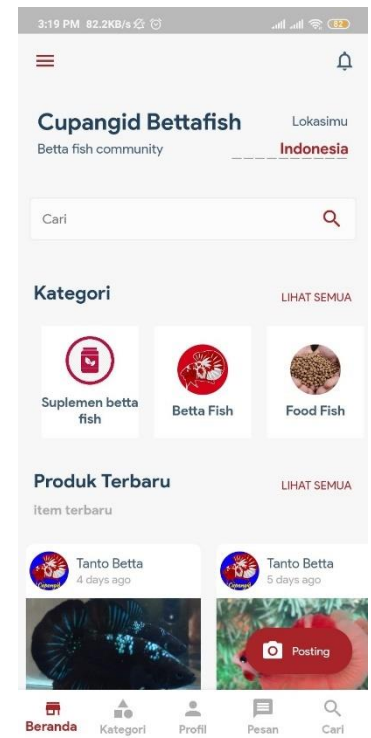 3:19 PM 82.2KB/s
82
Cupangid Bettafish
Lokasimu
Betta fish community
Indonesia
Cari
Kategori
LIHAT SEMUA
Suplemen betta
fish
Betta Fish
Food Fish
Produk Terbaru
LIHAT SEMUA
item terbaru
Tanto Betta
4 days ago
Tanto Betta
5 days ago
Posting
Beranda
Kategori
Profil
Pesan
Cari